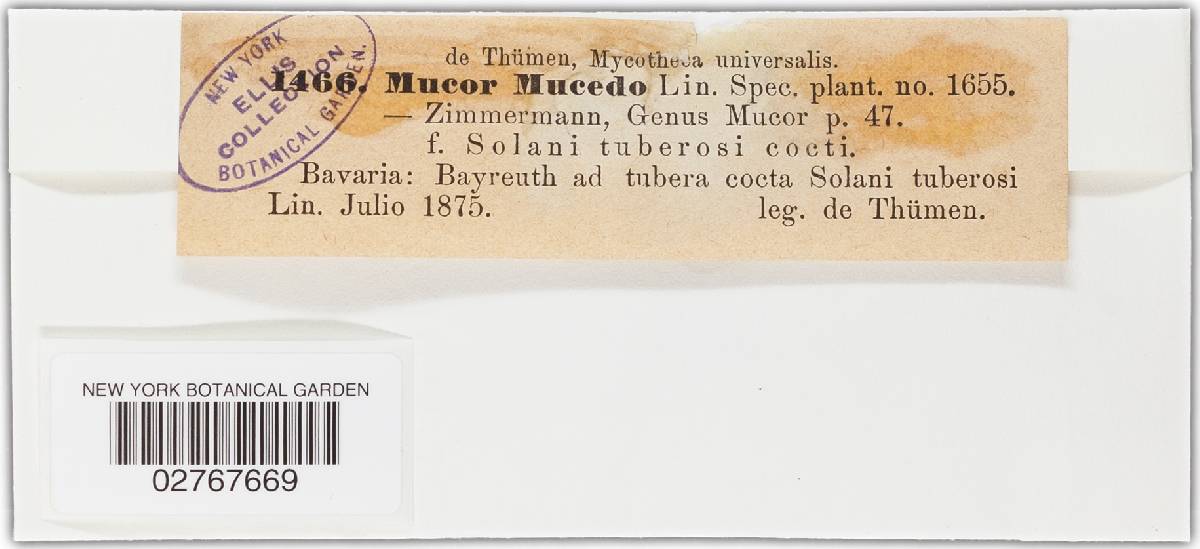 de Thümen, Mycotheca universalis.
1466. Mucor Mucedo Lin. Spec. plant. no. 1655.
— Zimmermann, Genus Mucor p. 47.
f. Solani tuberosi cocti.
Bavaria: Bayreuth ad tubera cocta Solani tuberosi
Lin. Julio 1875. leg. de Thümen.
NEW YORK
ELLIS
COLLECTION
BOTANICAL GARDEN.
NEW YORK BOTANICAL GARDEN
02767669